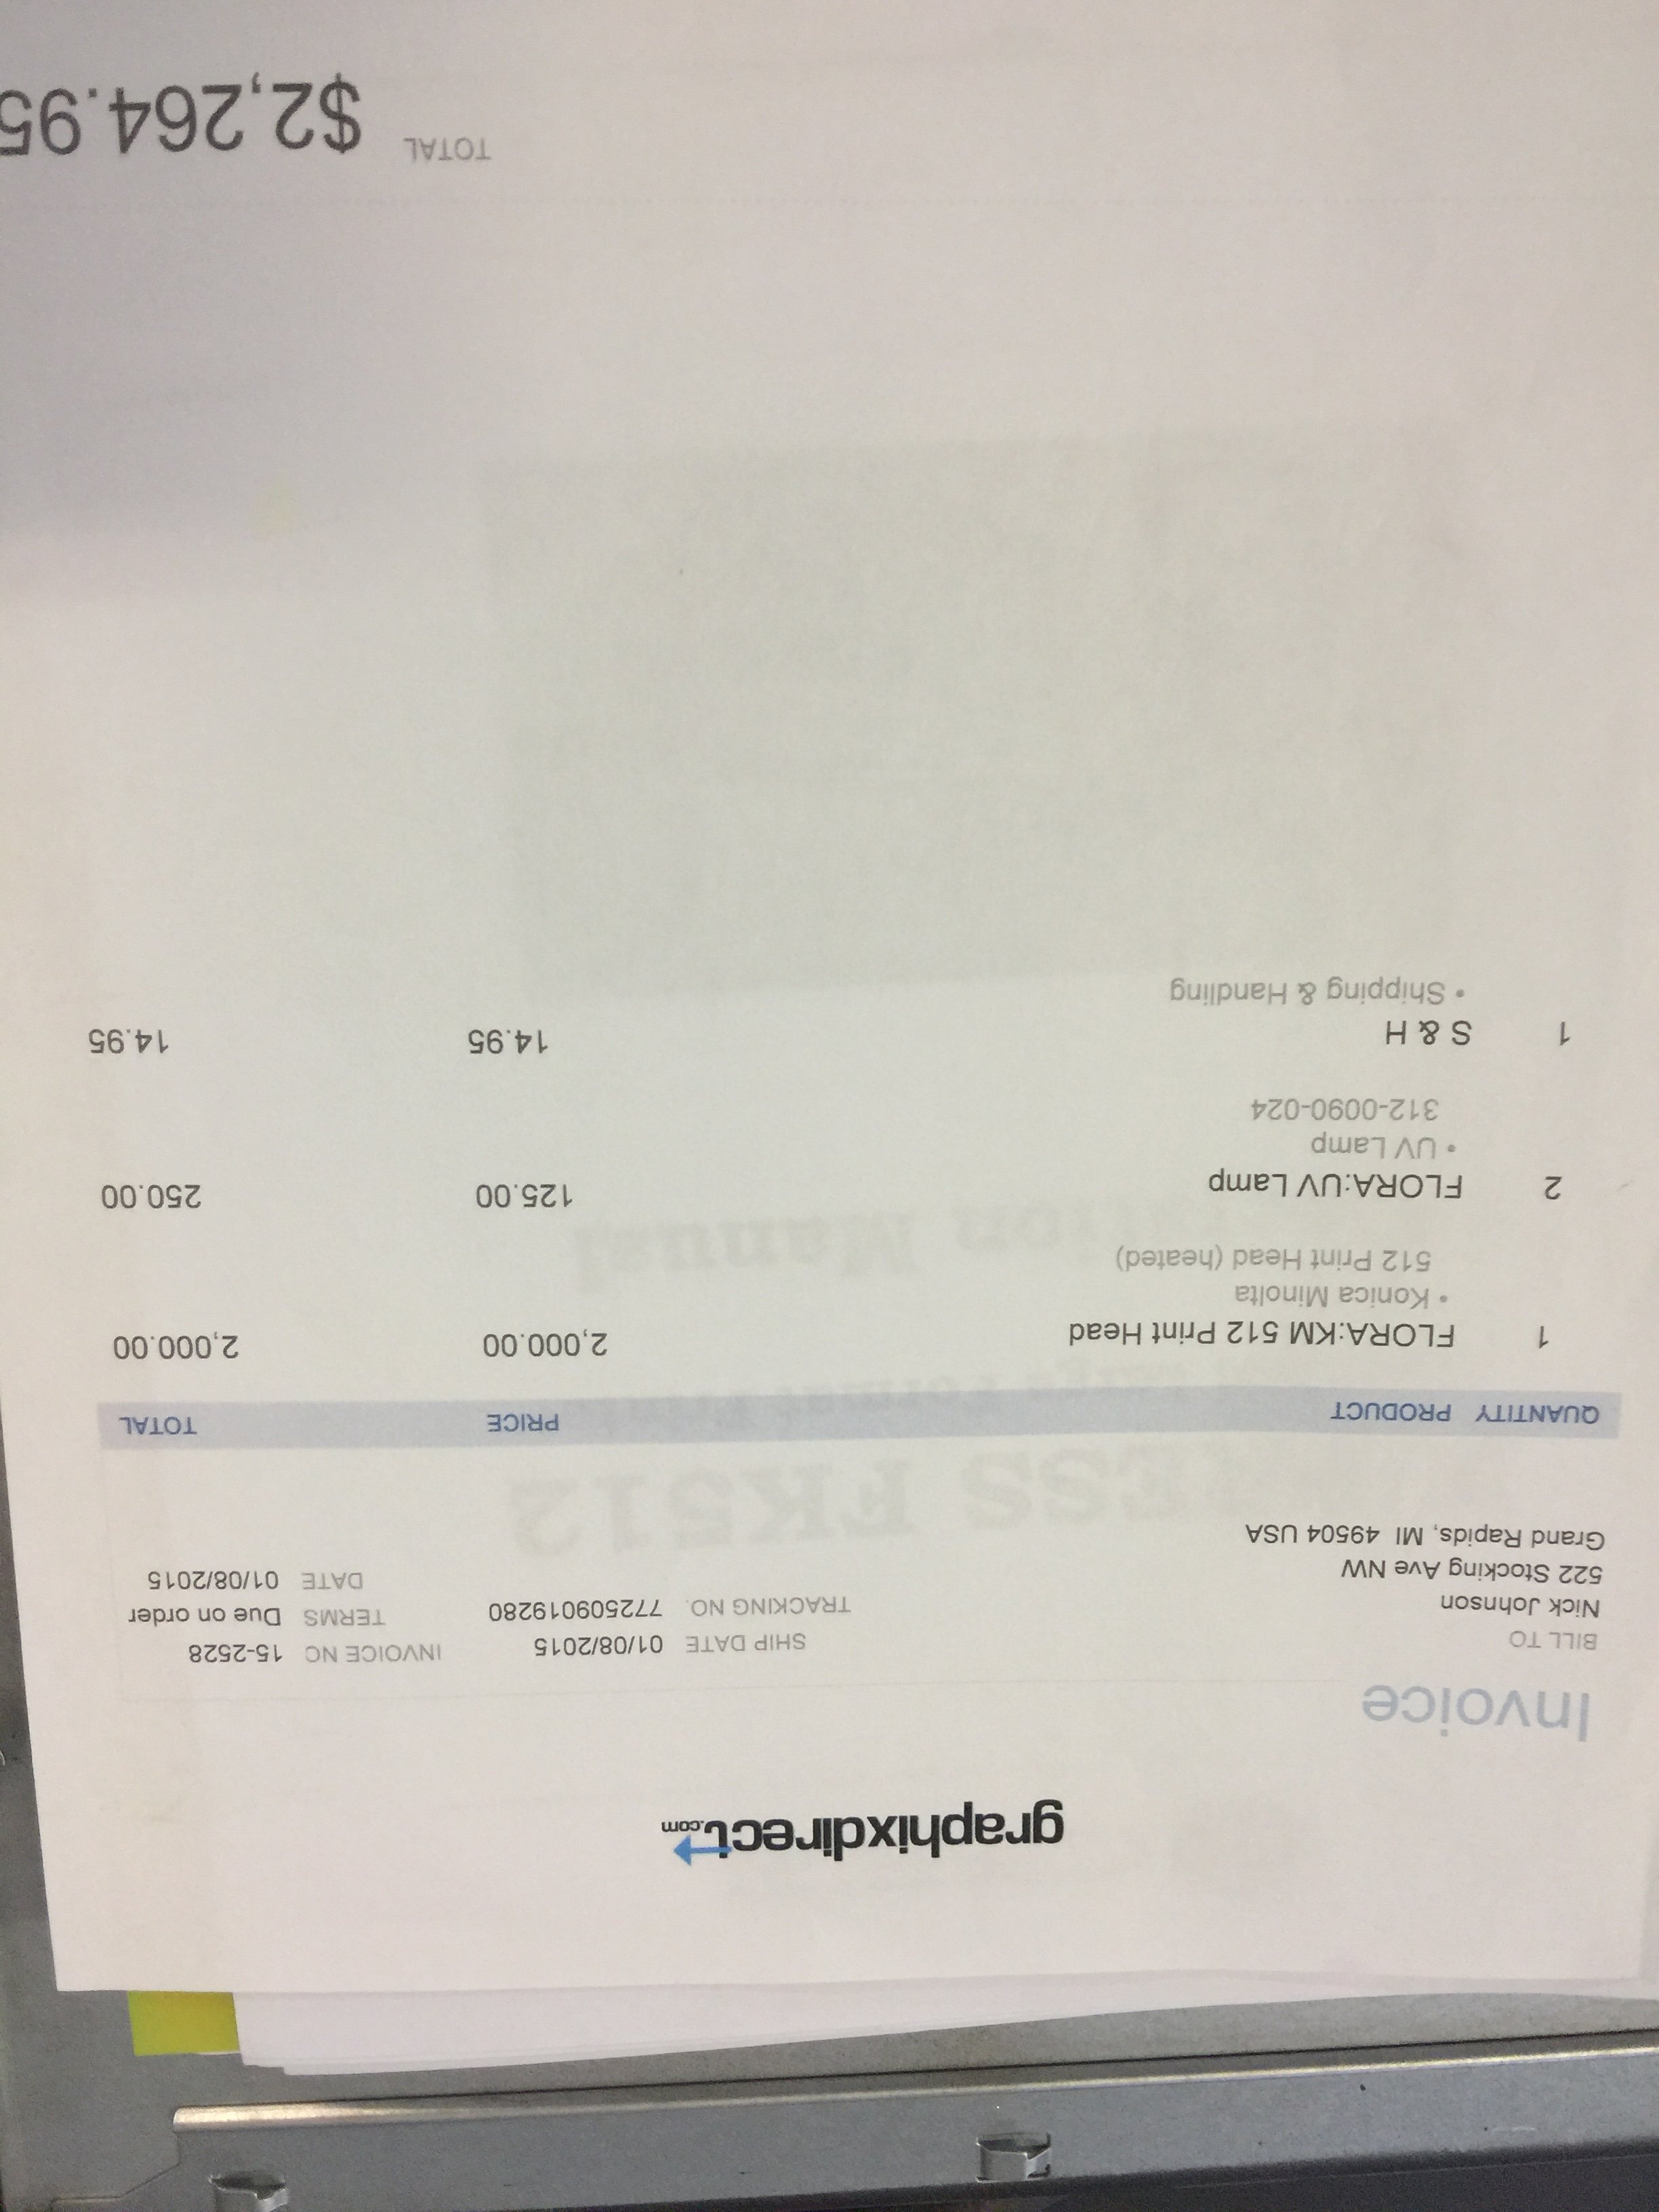 graphixdirect.com
Invoice
BILL TO
Nick Johnson
522 Stocking Ave NW
Grand Rapids, MI 49504 USA
SHIP DATE 01/08/2015
TRACKING NO. 772509019280
INVOICE NO 15-2528
TERMS Due on order
DATE 01/08/2015
QUANTITY PRODUCT PRICE TOTAL
1 FLORA:KM 512 Print Head 2,000.00 2,000.00
• Konica Minolta
512 Print Head (heated)
2 FLORA:UV Lamp 125.00 250.00
• UV Lamp
312-0090-024
1 S & H 14.95 14.95
• Shipping & Handling
TOTAL $2,264.95
FK512
Manual